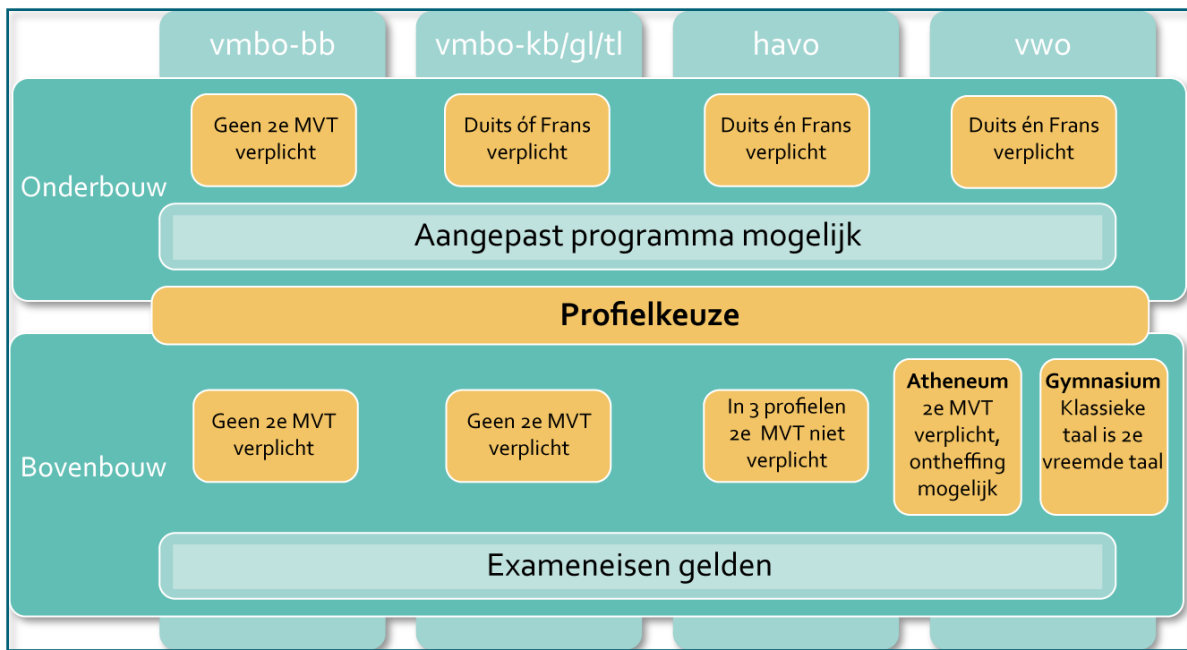 vmbo-bb
vmbo-kb/gl/tl
havo
vwo
Onderbouw
Geen 2e MVT
verplicht
Duits óf Frans
verplicht
Duits én Frans
verplicht
Duits én Frans
verplicht
Aangepast programma mogelijk
Profielkeuze
Bovenbouw
Geen 2e MVT
verplicht
Geen 2e MVT
verplicht
In 3 profielen
2e MVT niet
verplicht
Atheneum
2e MVT
verplicht,
ontheffing
mogelijk
Gymnasium
Klassieke
taal is 2e
vreemde taal
Exameneisen gelden